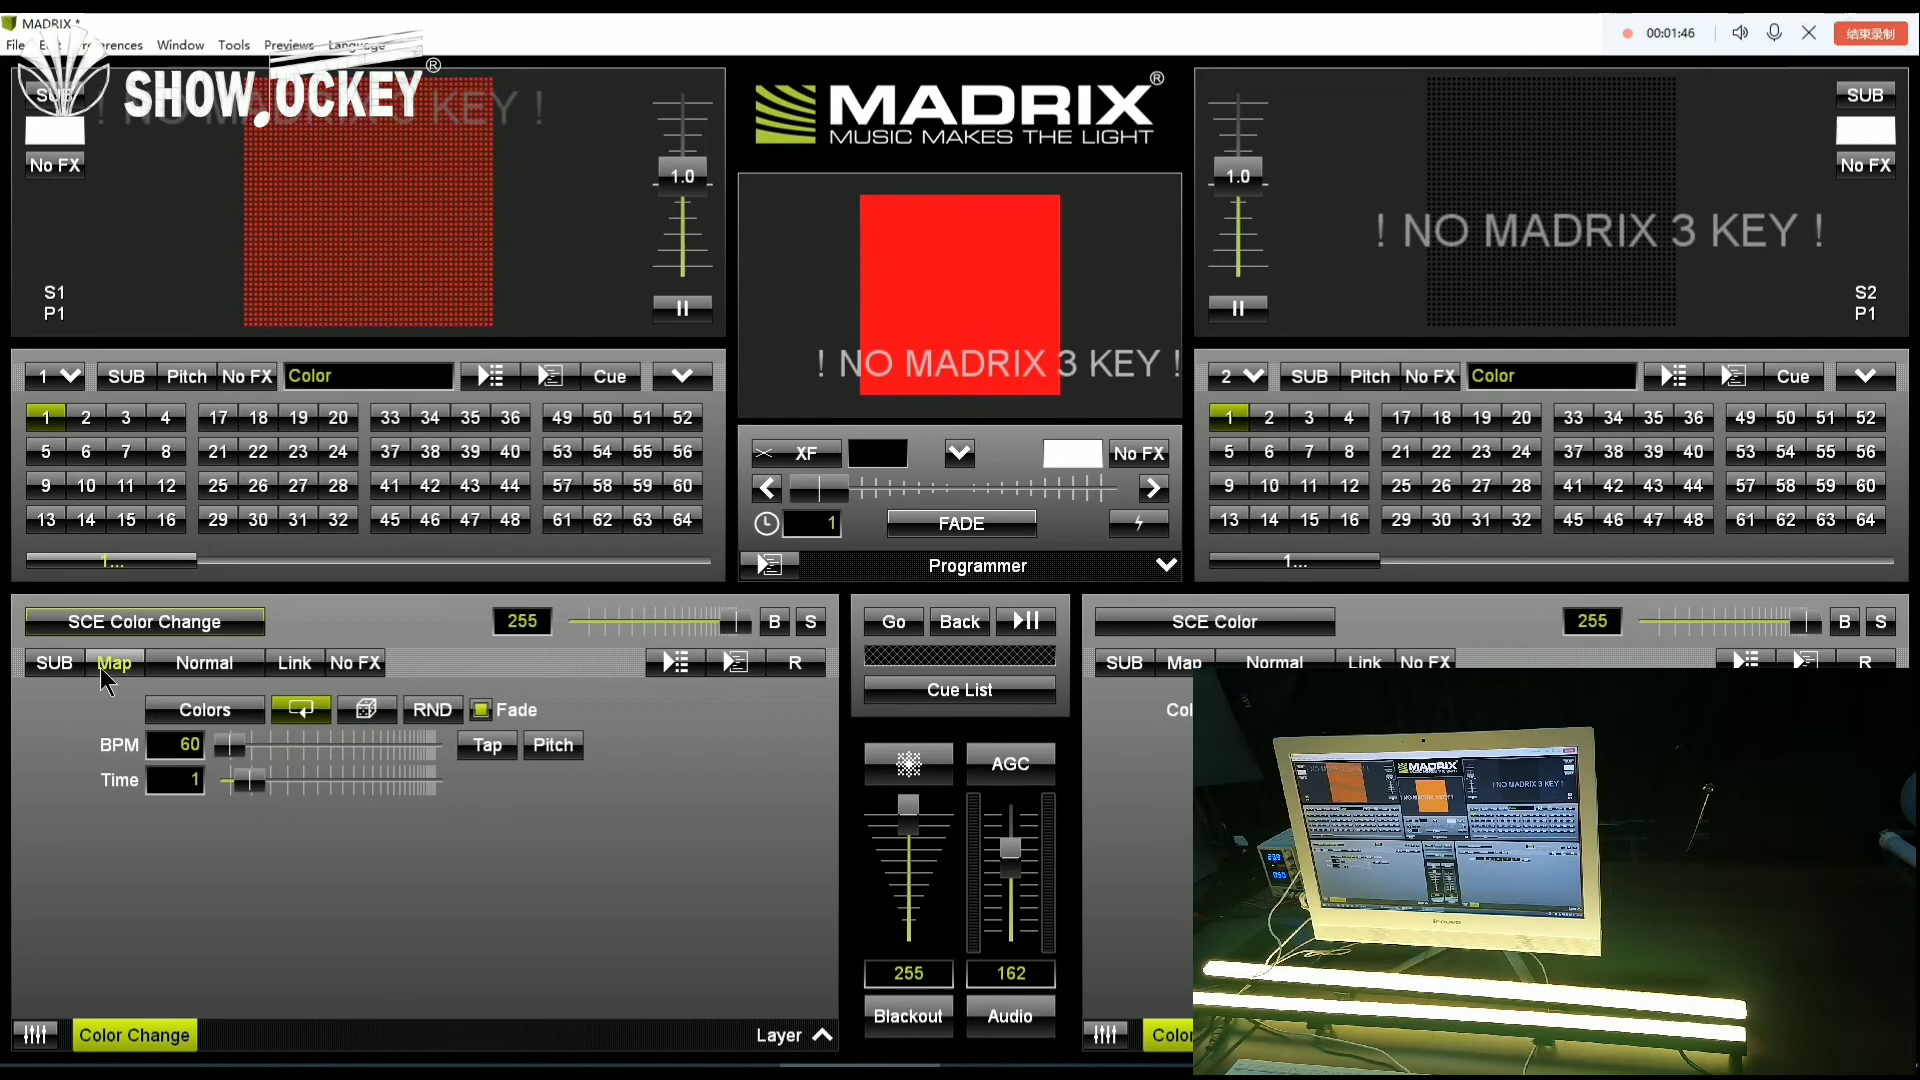 MADRIX *
File
Window
Tools
Previews
Language
00:01:46
结束录制
SHOW
OCKEY
®
SUB
No FX
1.0
S1
P1
MADRIX®
MUSIC MAKES THE LIGHT
! NO MADRIX 3 KEY !
1.0
! NO MADRIX 3 KEY !
SUB
No FX
S2
P1
1 SUB Pitch No FX Color Cue
1 2 3 4 17 18 19 20 33 34 35 36 49 50 51 52
5 6 7 8 21 22 23 24 37 38 39 40 53 54 55 56
9 10 11 12 25 26 27 28 41 42 43 44 57 58 59 60
13 14 15 16 29 30 31 32 45 46 47 48 61 62 63 64
1...
XF No FX
1 FADE
Programmer
2 SUB Pitch No FX Color Cue
1 2 3 4 17 18 19 20 33 34 35 36 49 50 51 52
5 6 7 8 21 22 23 24 37 38 39 40 53 54 55 56
9 10 11 12 25 26 27 28 41 42 43 44 57 58 59 60
13 14 15 16 29 30 31 32 45 46 47 48 61 62 63 64
1...
SCE Color Change 255 B S
SUB Map Normal Link No FX R
Colors RND Fade
BPM 60 Tap Pitch
Time 1
Color Change Layer
Go Back
Cue List
AGC
255 162
Blackout Audio
SCE Color 255 B S
SUB Map Normal Link No FX R
Col
Colo
MADRIX
! NO MADRIX 3 KEY !
lenovo